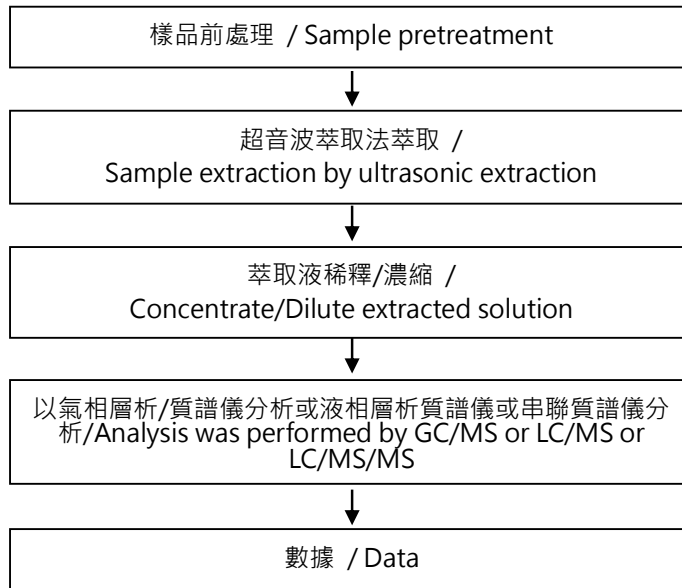 樣品前處理 / Sample pretreatment
超音波萃取法萃取 /
Sample extraction by ultrasonic extraction
萃取液稀釋/濃縮 /
Concentrate/Dilute extracted solution
以氣相層析/質譜儀分析或液相層析質譜儀或串聯質譜儀分
析/Analysis was performed by GC/MS or LC/MS or
LC/MS/MS
數據 / Data